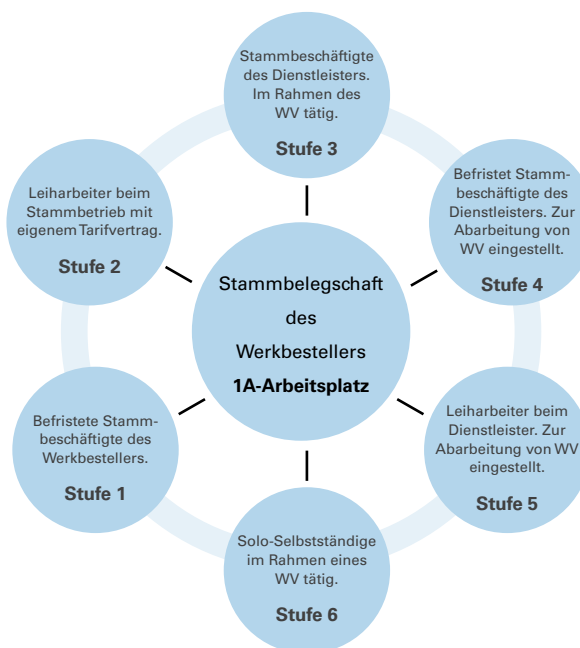 Stammbeschäftigte
des Dienstleisters.
Im Rahmen des
WV tätig.
Stufe 3
Leiharbeiter beim
Stammbetrieb mit
eigenem Tarifvertrag.
Stufe 2
Befristet Stamm-
beschäftigte des
Dienstleisters. Zur
Abarbeitung von
WV eingestellt.
Stufe 4
Stammbelegschaft
des
Werkbestellers
1A-Arbeitsplatz
Befristete Stamm-
beschäftigte des
Werkbestellers.
Stufe 1
Leiharbeiter beim
Dienstleister. Zur
Abarbeitung von WV
eingestellt.
Stufe 5
Solo-Selbstständige
im Rahmen eines
WV tätig.
Stufe 6